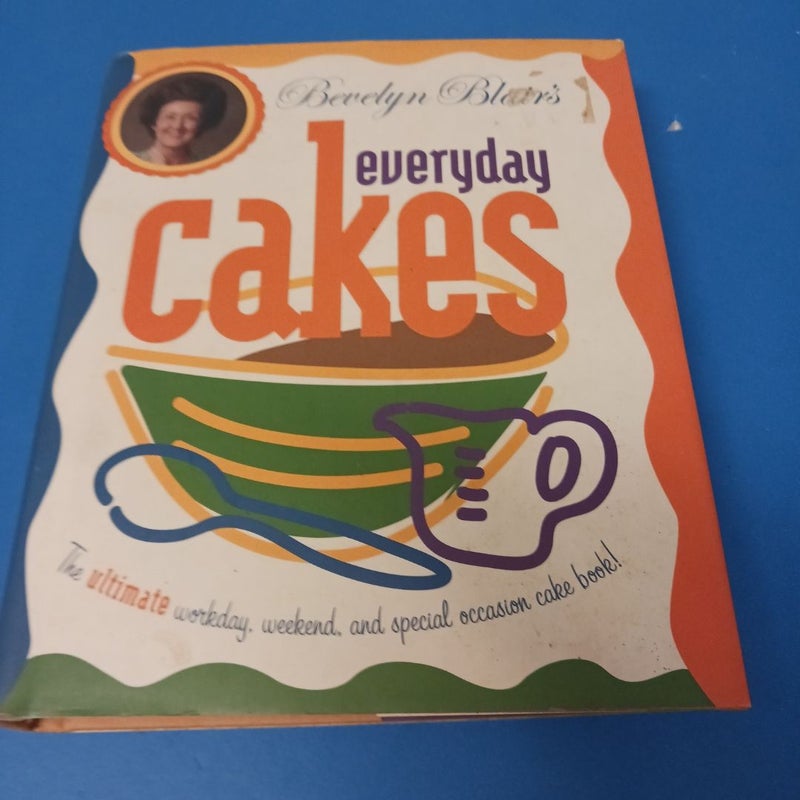 Bevelyn Blair's
everyday
cakes
The ultimate workday, weekend, and special occasion cake book!